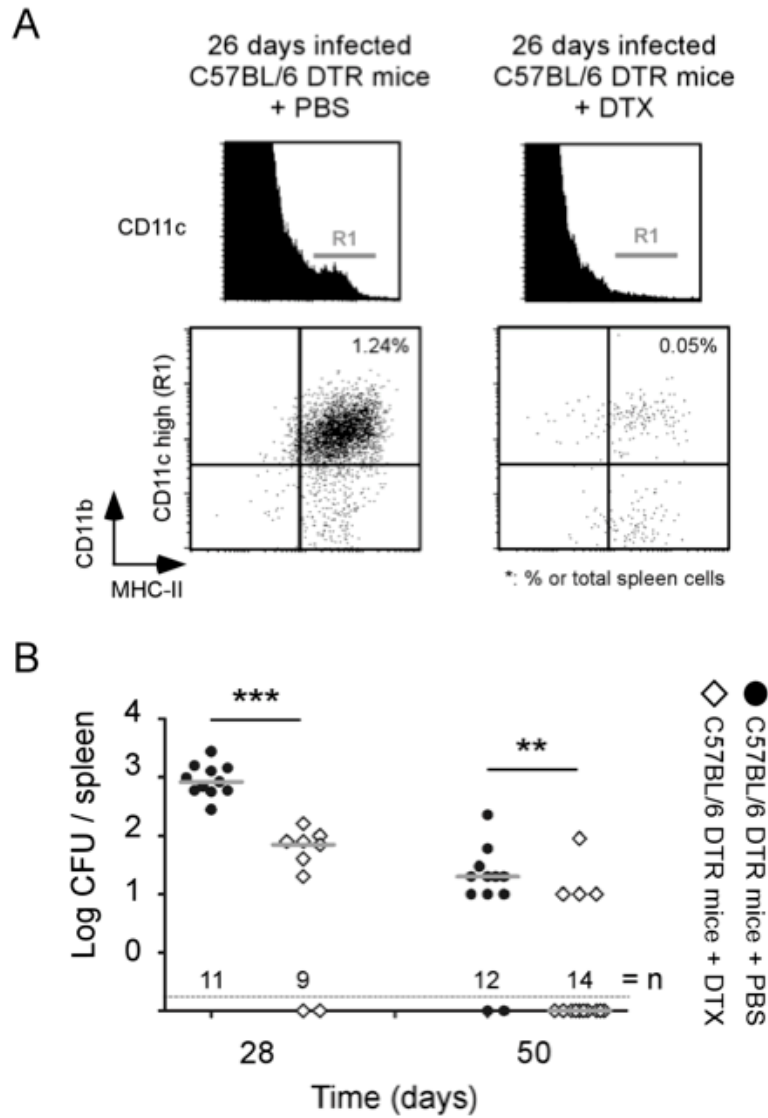 A
26 days infected
C57BL/6 DTR mice
+ PBS
26 days infected
C57BL/6 DTR mice
+ DTX
CD11c
R1
R1
CD11c high (R1)
1.24%
0.05%
CD11b
MHC-II
*: % or total spleen cells
B
Log CFU / spleen
4
3
2
1
0
***
**
11
9
12
14
= n
28
50
Time (days)
C57BL/6 DTR mice + PBS
C57BL/6 DTR mice + DTX